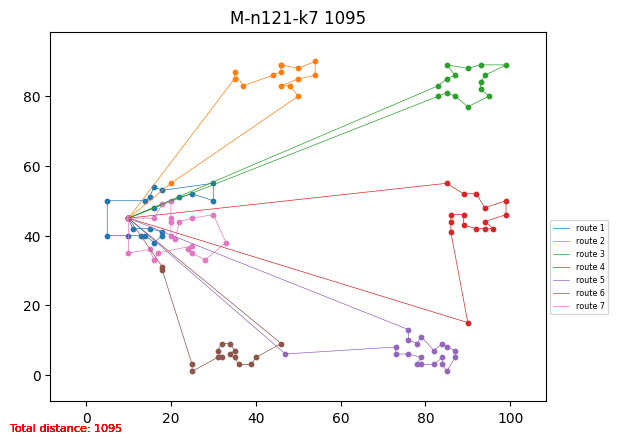 M-n121-k7 1095
80
60
40
20
0
0 20 40 60 80 100
route 1
route 2
route 3
route 4
route 5
route 6
route 7
Total distance: 1095